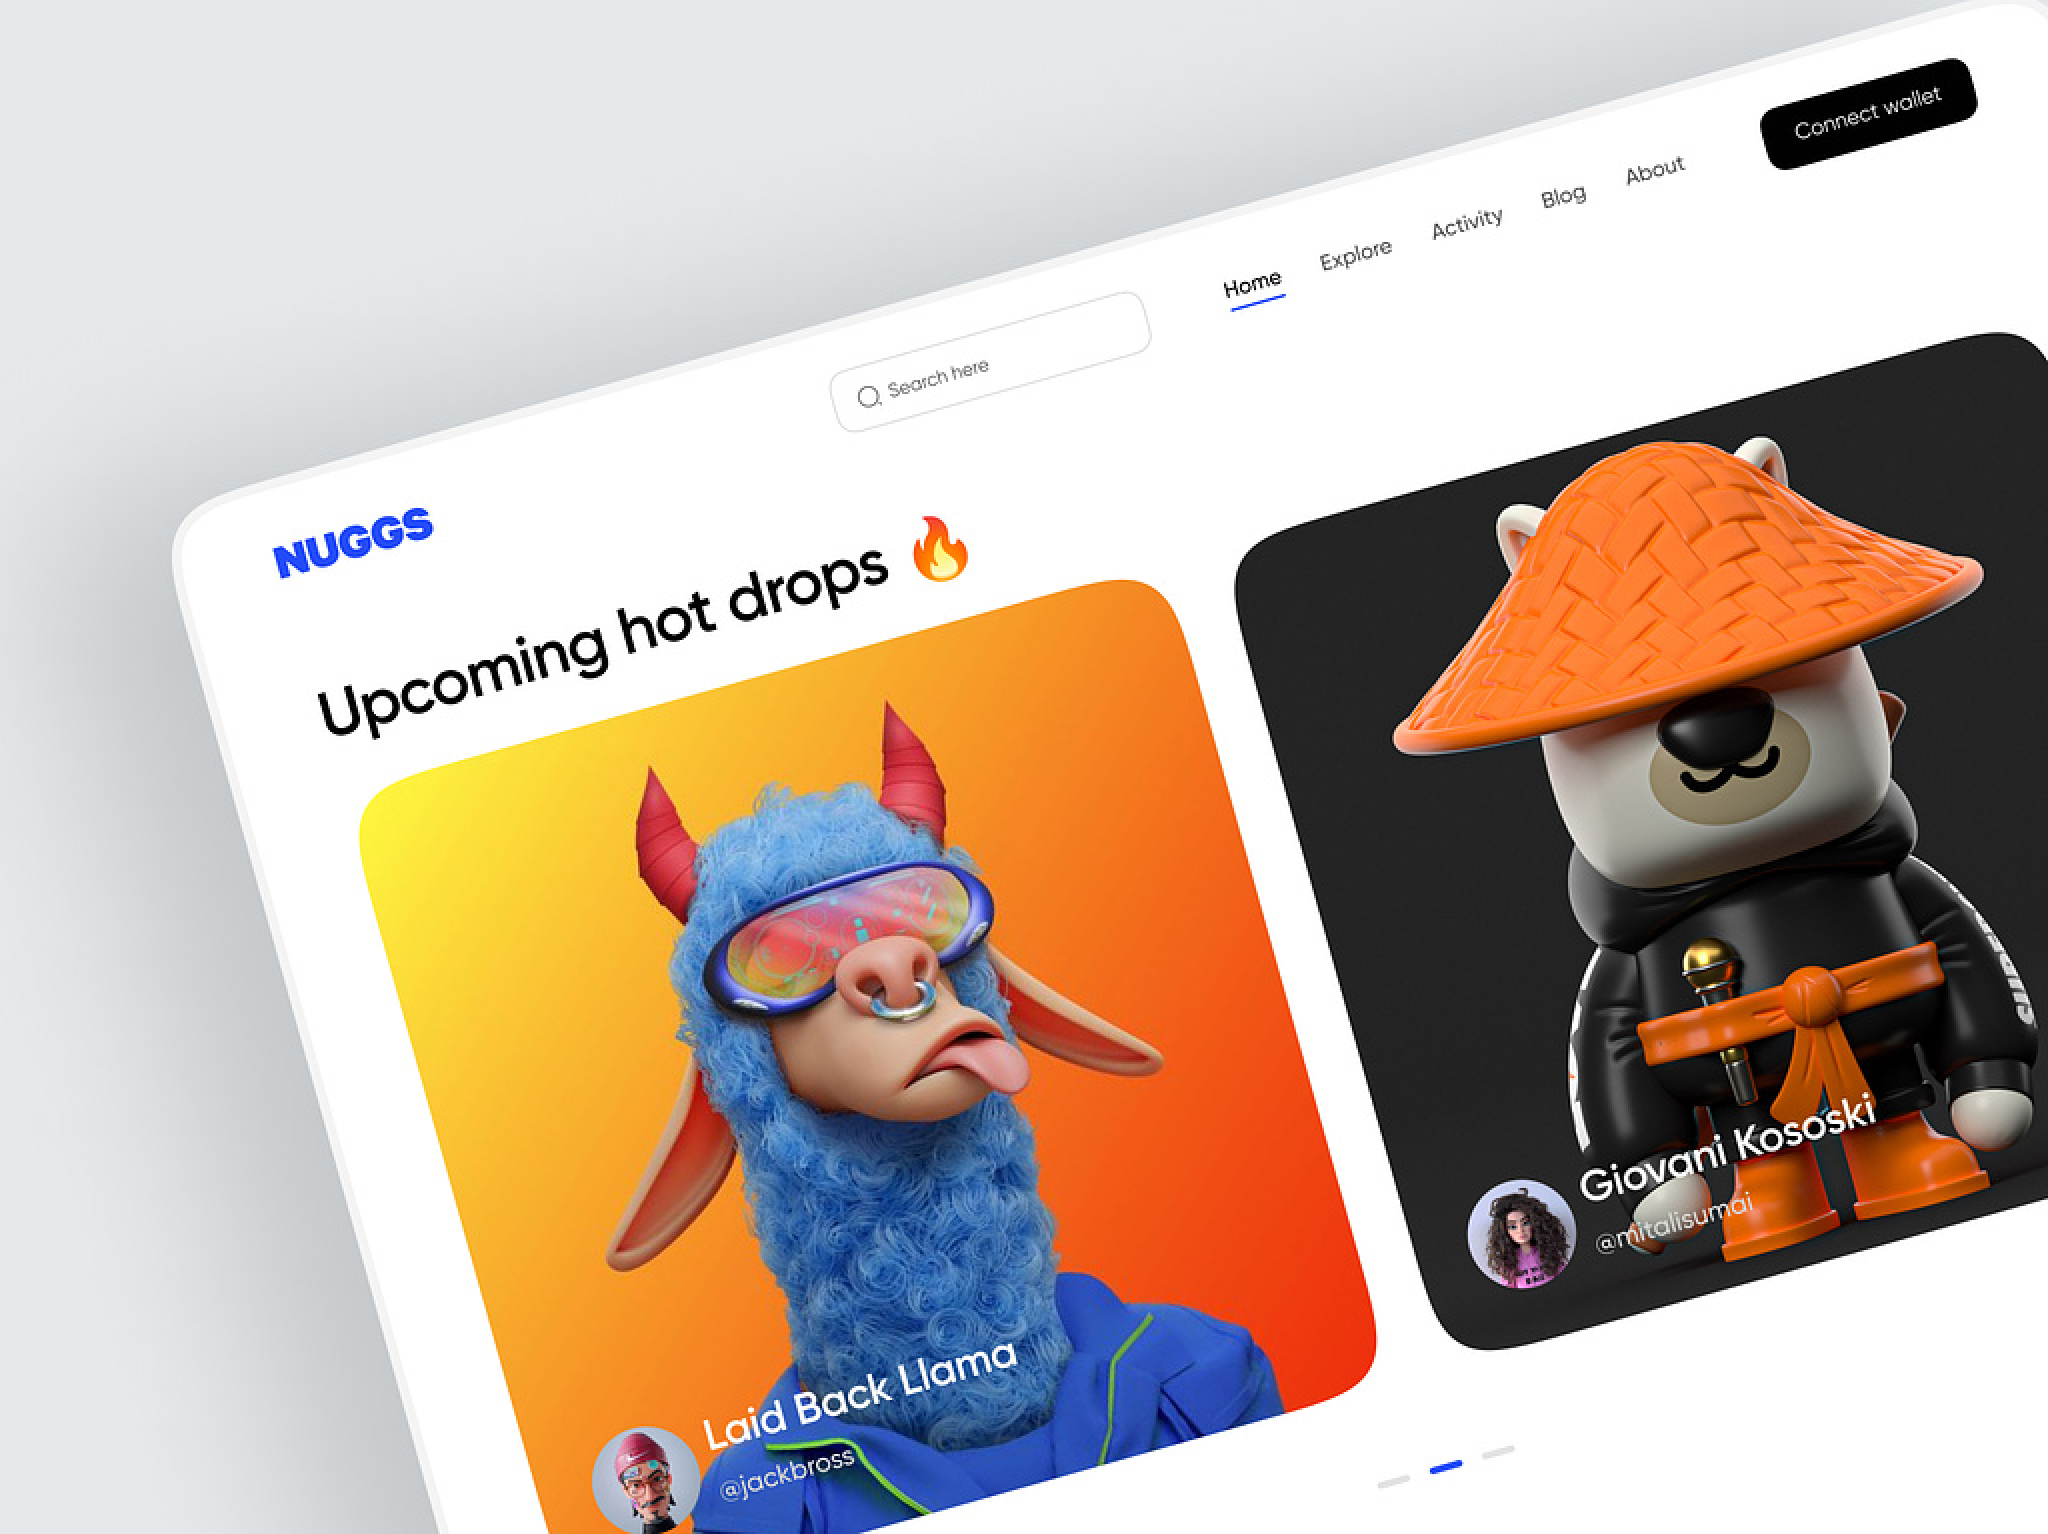 NUGGS
Search here
Home
Explore
Activity
Blog
About
Connect wallet
Upcoming hot drops 🔥
Laid Back Llama
@jackbross
Giovani Kososki
@mitalisumai